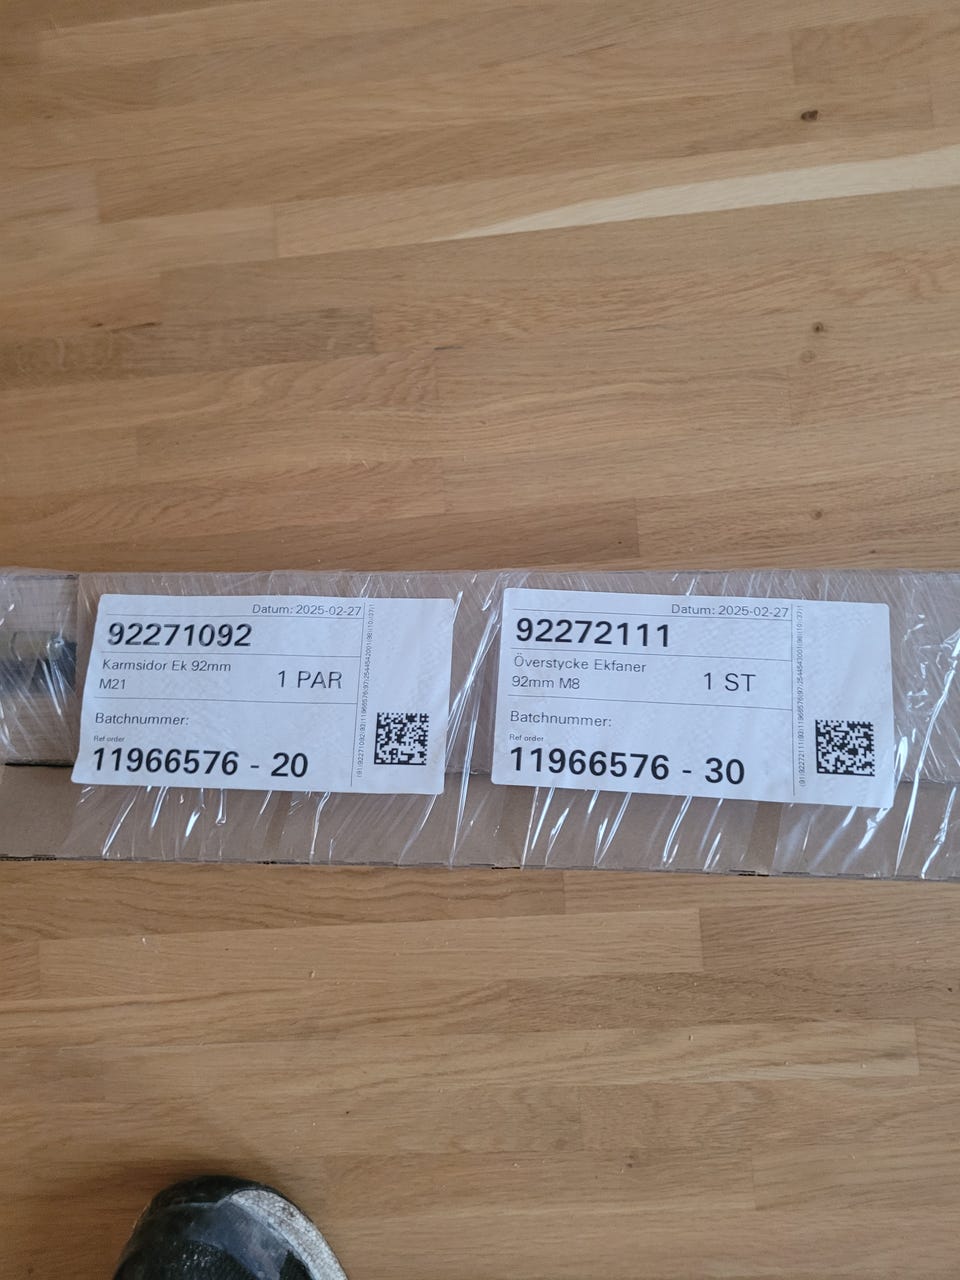 Datum: 2025-02-27
92271092
Karmsidor Ek 92mm
M21
1 PAR
Batchnummer:
Ref order
11966576 - 20
Datum: 2025-02-27
92272111
Överstycke Ekfaner
92mm M8
1 ST
Batchnummer:
Ref order
11966576 - 30